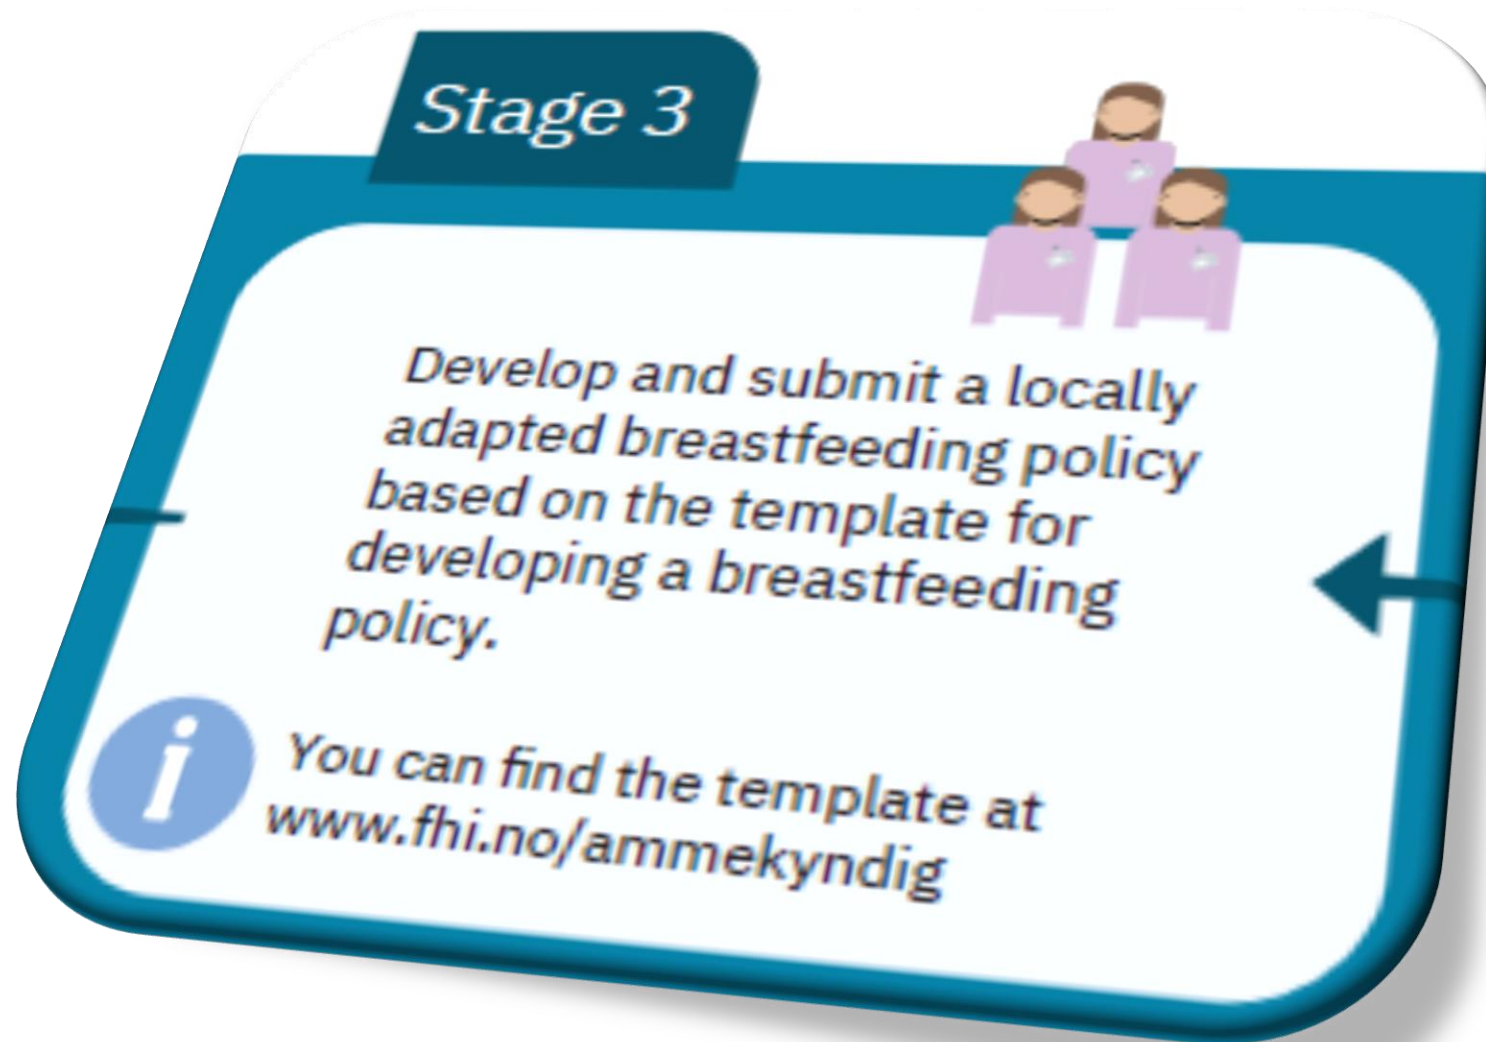 Stage 3
Develop and submit a locally
adapted breastfeeding policy
based on the template for
developing a breastfeeding
policy.
i
You can find the template at
www.fhi.no/ammekyndig